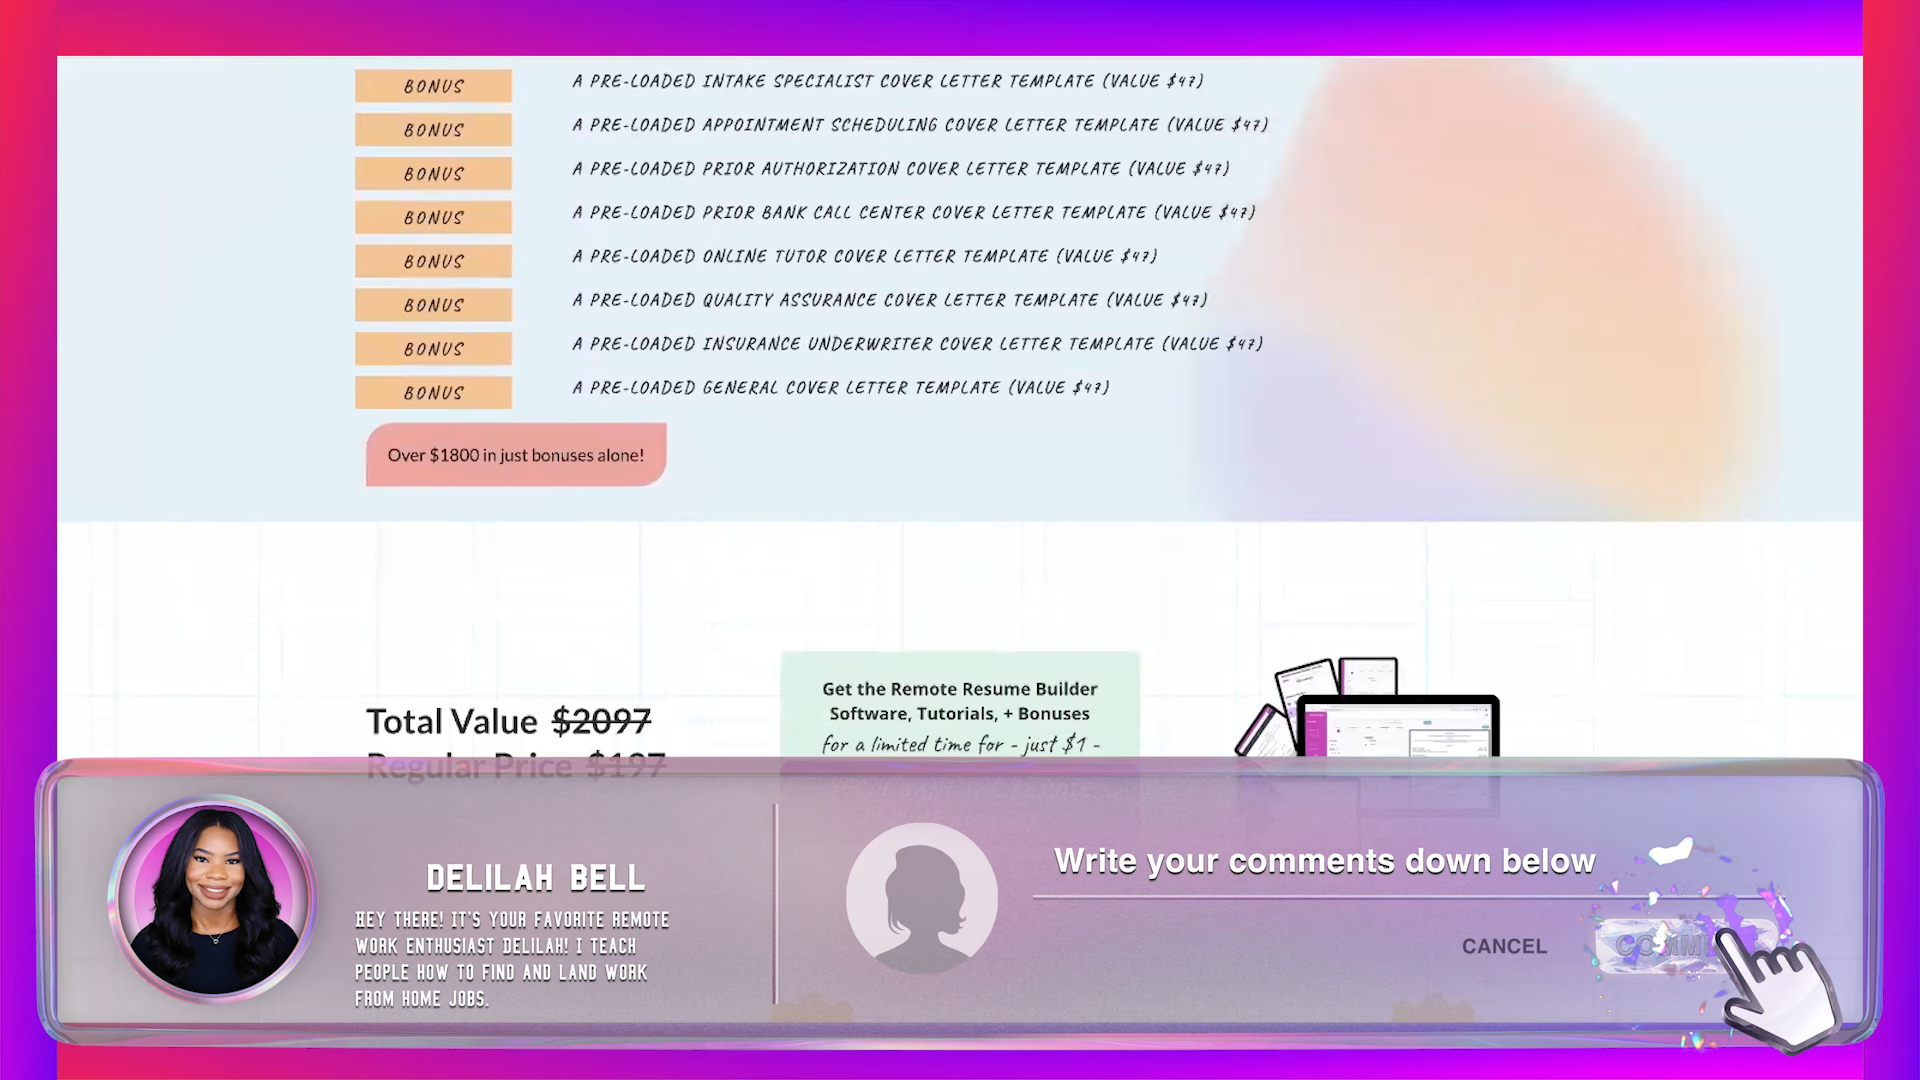 BONUS A PRE-LOADED INTAKE SPECIALIST COVER LETTER TEMPLATE (VALUE $47)
BONUS A PRE-LOADED APPOINTMENT SCHEDULING COVER LETTER TEMPLATE (VALUE $47)
BONUS A PRE-LOADED PRIOR AUTHORIZATION COVER LETTER TEMPLATE (VALUE $47)
BONUS A PRE-LOADED PRIOR BANK CALL CENTER COVER LETTER TEMPLATE (VALUE $47)
BONUS A PRE-LOADED ONLINE TUTOR COVER LETTER TEMPLATE (VALUE $47)
BONUS A PRE-LOADED QUALITY ASSURANCE COVER LETTER TEMPLATE (VALUE $47)
BONUS A PRE-LOADED INSURANCE UNDERWRITER COVER LETTER TEMPLATE (VALUE $47)
BONUS A PRE-LOADED GENERAL COVER LETTER TEMPLATE (VALUE $47)
Over $1800 in just bonuses alone!
Total Value $2097
Regular Price $197
Get the Remote Resume Builder
Software, Tutorials, + Bonuses
for a limited time for - just $1 -
DELILAH BELL
HEY THERE! IT'S YOUR FAVORITE REMOTE
WORK ENTHUSIAST DELILAH! I TEACH
PEOPLE HOW TO FIND AND LAND WORK
FROM HOME JOBS.
Write your comments down below
CANCEL